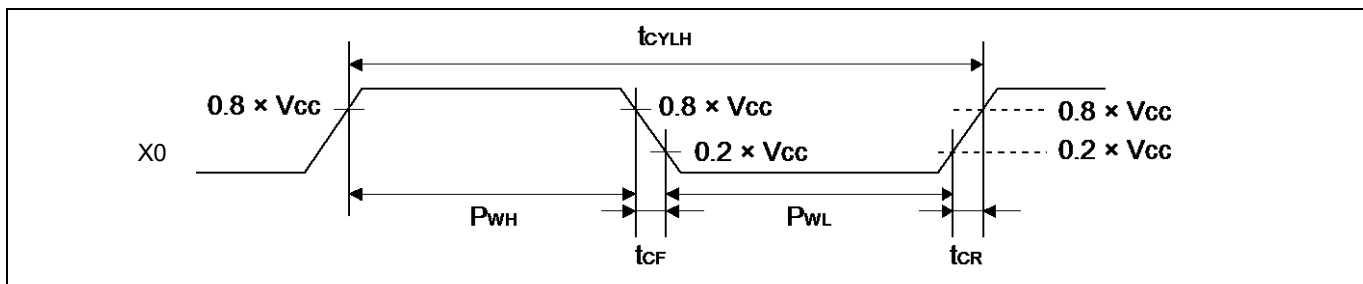 tCYLH
0.8 × Vcc
0.8 × Vcc
0.8 × Vcc
X0
0.2 × Vcc
0.2 × Vcc
PWH
PWL
tCF
tCR